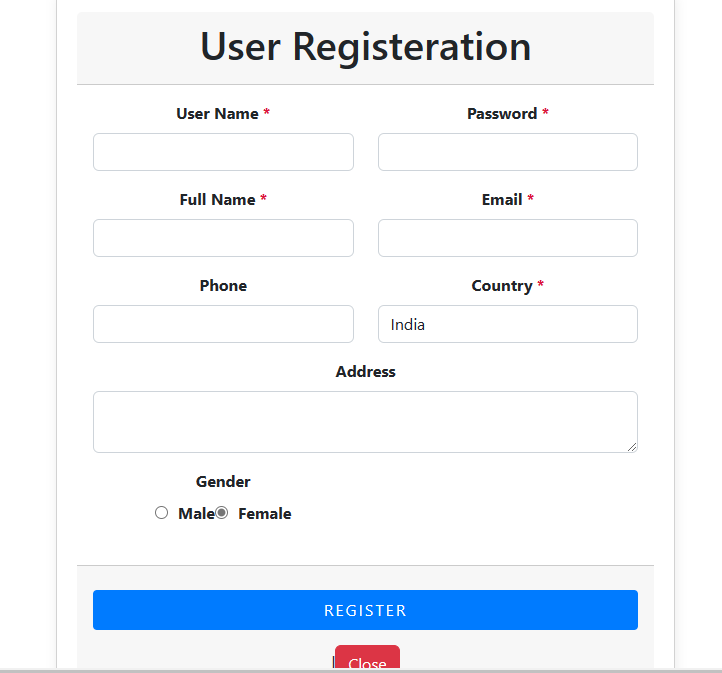 User Registeration
User Name * Password *
Full Name * Email *
Phone Country *
India
Address
Gender
Male Female
REGISTER
| Close